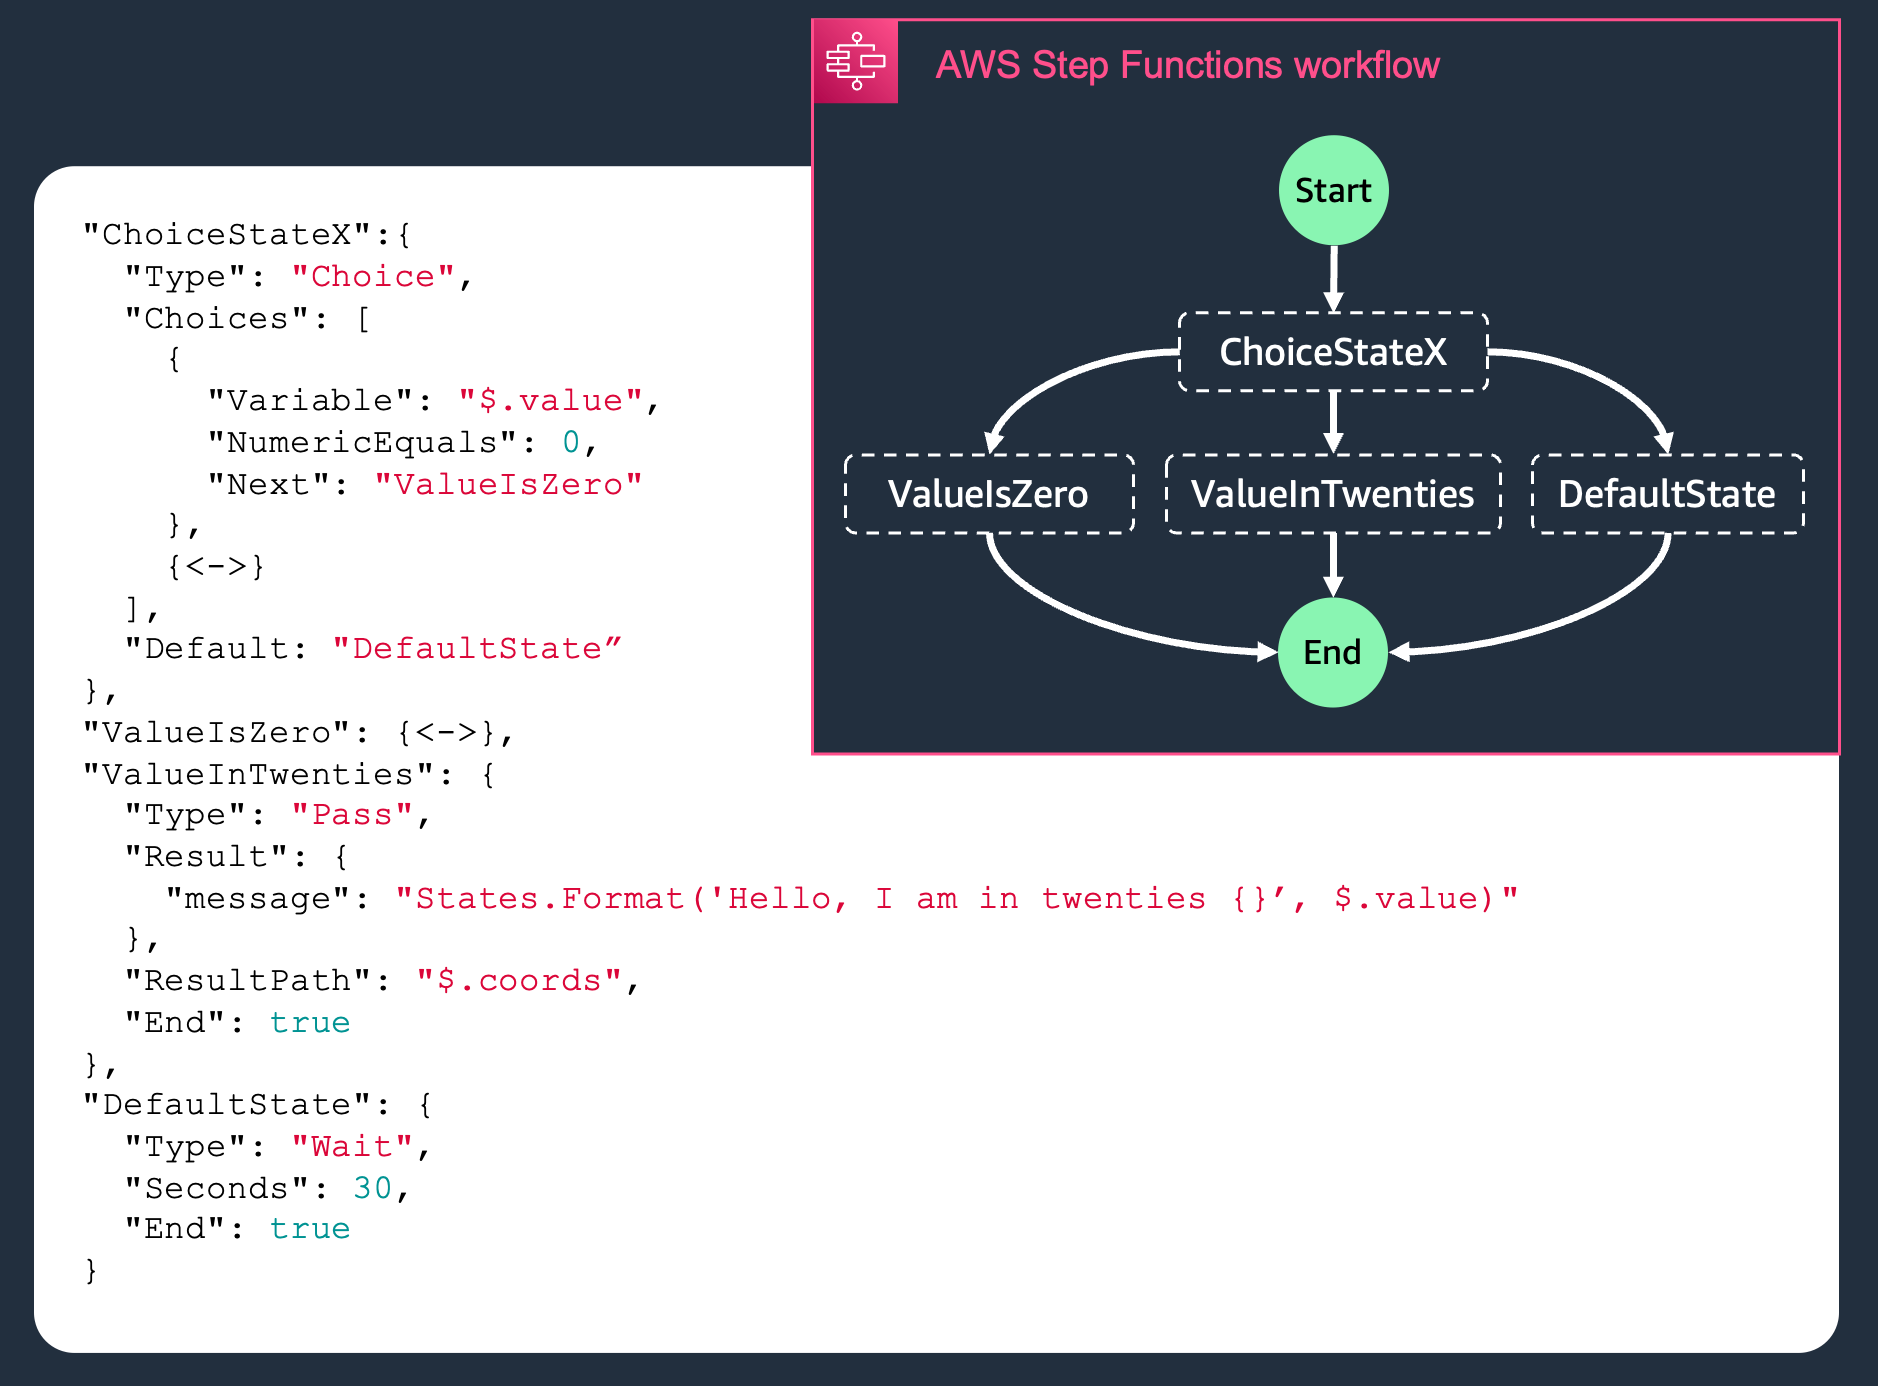 AWS Step Functions workflow
Start
ChoiceStateX
ValueIsZero
ValueInTwenties
DefaultState
End
"ChoiceStateX":{
  "Type": "Choice",
  "Choices": [
    {
      "Variable": "$.value",
      "NumericEquals": 0,
      "Next": "ValueIsZero"
    },
    {<->}
  ],
  "Default: "DefaultState”
},
"ValueIsZero": {<->},
"ValueInTwenties": {
  "Type": "Pass",
  "Result": {
    "message": "States.Format('Hello, I am in twenties {}’, $.value)"
  },
  "ResultPath": "$.coords",
  "End": true
},
"DefaultState": {
  "Type": "Wait",
  "Seconds": 30,
  "End": true
}